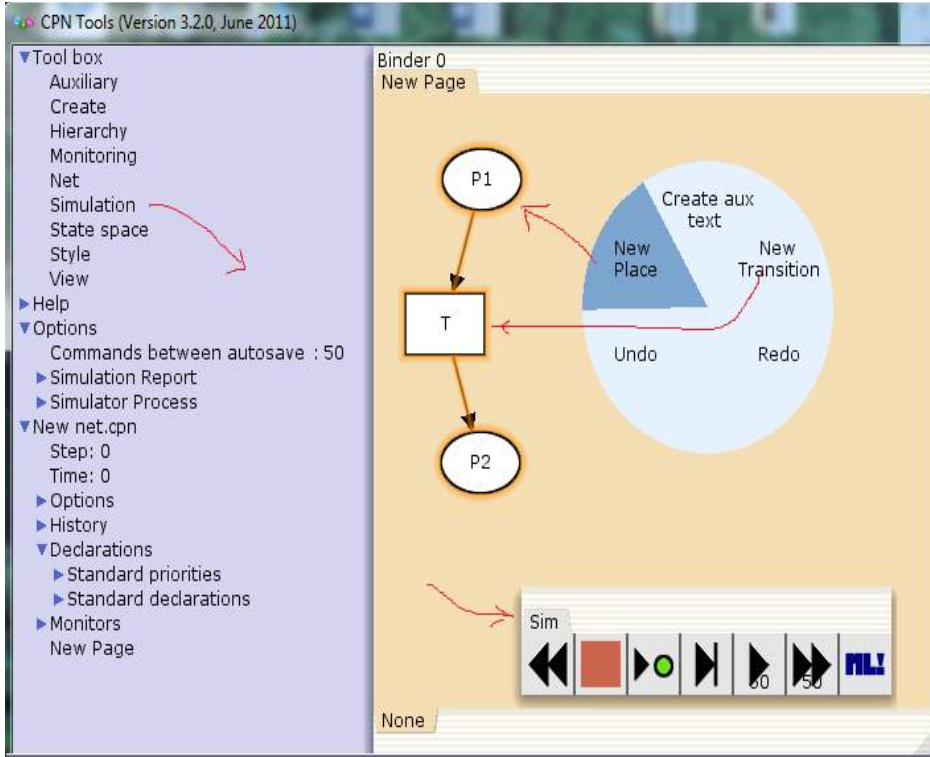 CPN Tools (Version 3.2.0, June 2011)
Tool box
Auxiliary
Create
Hierarchy
Monitoring
Net
Simulation
State space
Style
View
Help
Options
Commands between autosave : 50
Simulation Report
Simulator Process
New net.cpn
Step: 0
Time: 0
Options
History
Declarations
Standard priorities
Standard declarations
Monitors
New Page
Binder 0
New Page
P1
T
P2
Create aux
text
New
Place
New
Transition
Undo
Redo
Sim
50
50
ML!
None